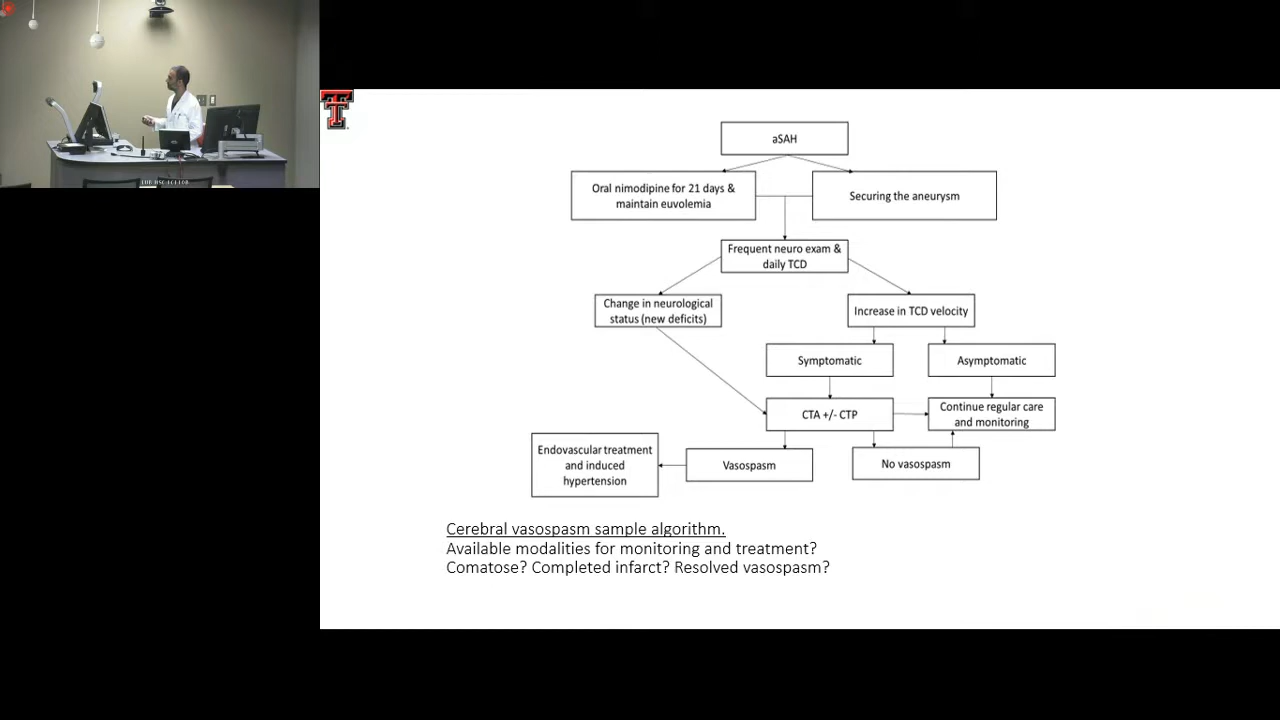 aSAH
Oral nimodipine for 21 days &
maintain euvolemia
Securing the aneurysm
Frequent neuro exam &
daily TCD
Change in neurological
status (new deficits)
Increase in TCD velocity
Symptomatic
Asymptomatic
CTA +/- CTP
Continue regular care
and monitoring
Endovascular treatment
and induced
hypertension
Vasospasm
No vasospasm
Cerebral vasospasm sample algorithm.
Available modalities for monitoring and treatment?
Comatose? Completed infarct? Resolved vasospasm?